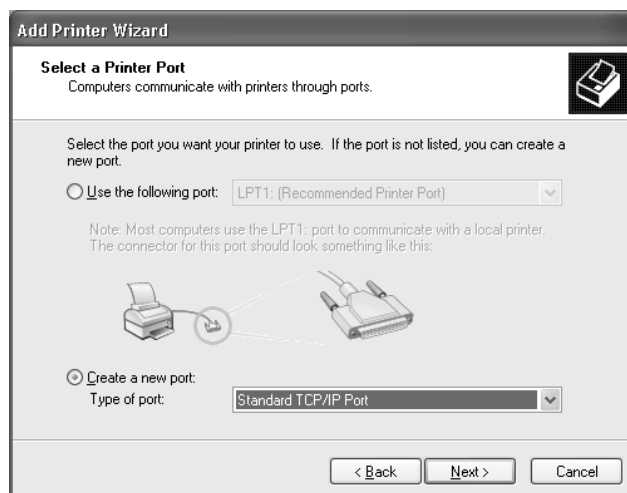 Add Printer Wizard
Select a Printer Port
Computers communicate with printers through ports.
Select the port you want your printer to use. If the port is not listed, you can create a
new port.
Use the following port: LPT1: (Recommended Printer Port)
Note: Most computers use the LPT1: port to communicate with a local printer.
The connector for this port should look something like this:
Create a new port:
Type of port: Standard TCP/IP Port
< Back Next > Cancel